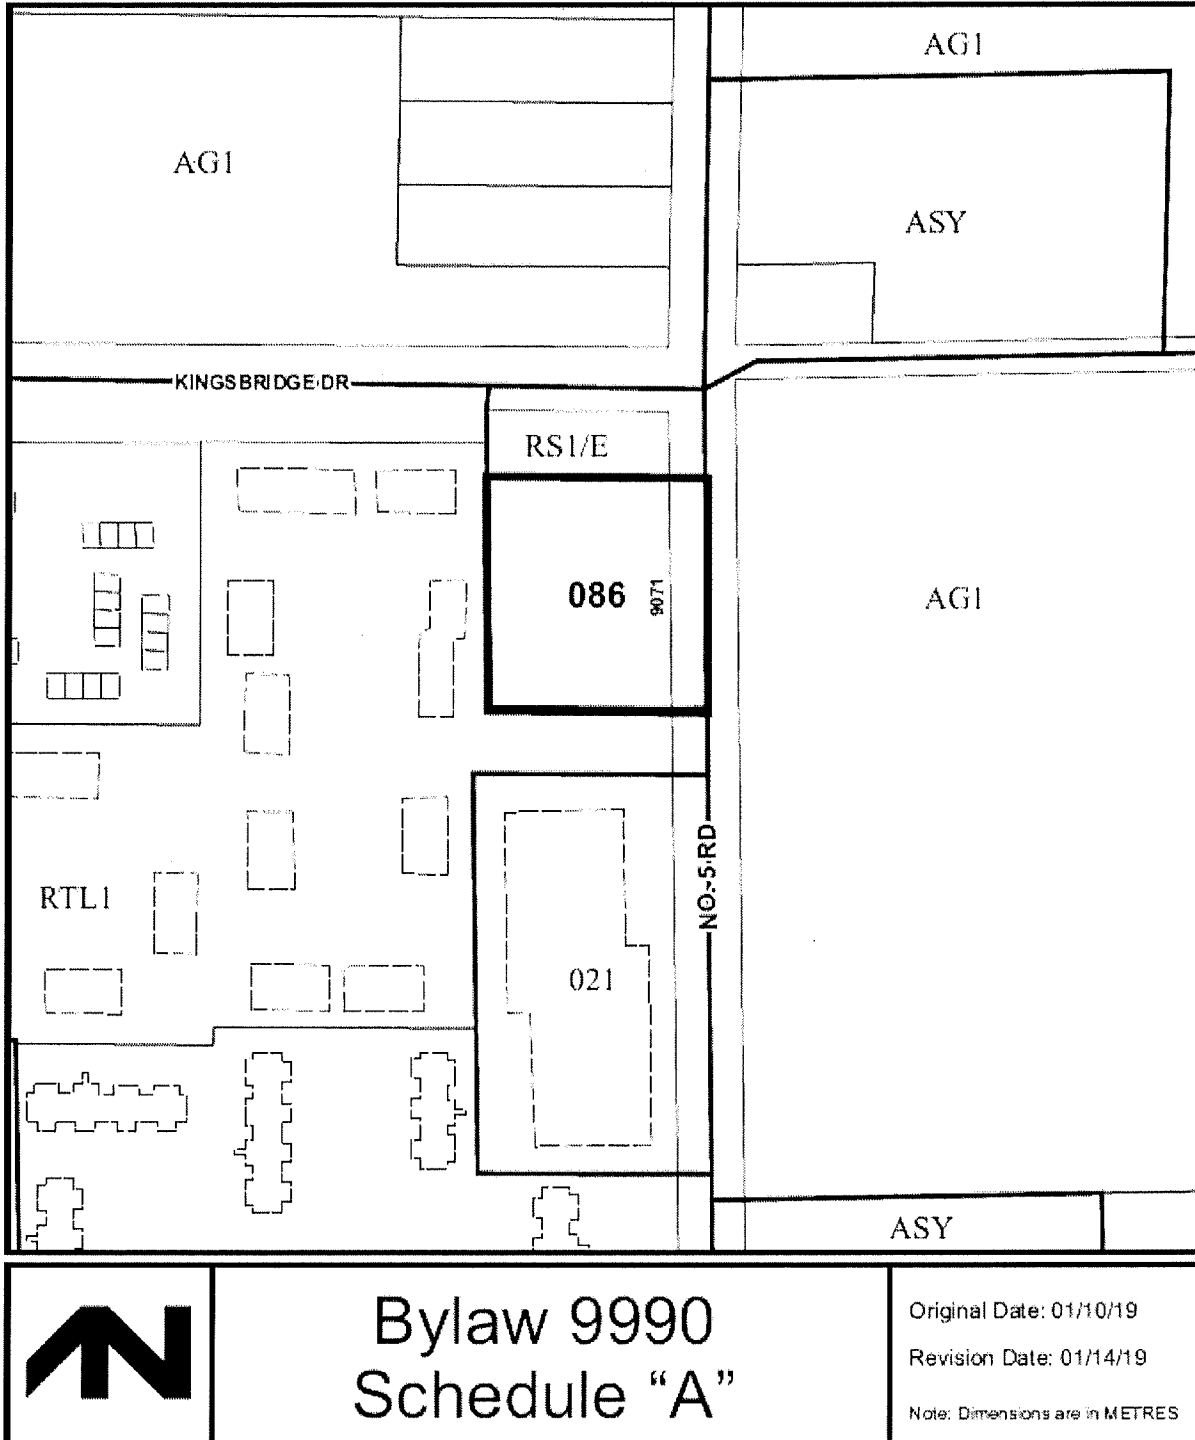 AG1
AG1
ASY
KINGSBRIDGE DR
RS1/E
086
9071
AG1
NO. 5 RD
RTL1
021
ASY
N
Bylaw 9990
Schedule “A”
Original Date: 01/10/19
Revision Date: 01/14/19
Note: Dimensions are in METRES